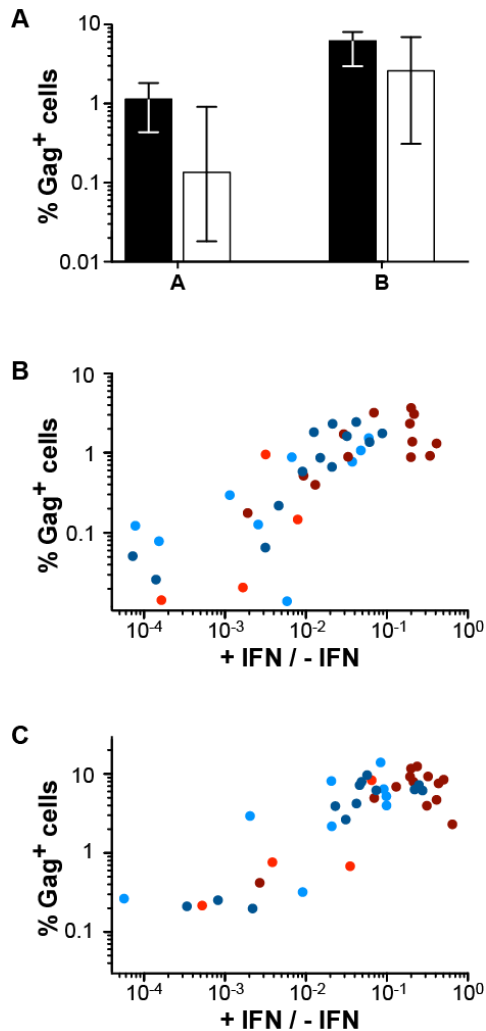 A
% Gag+ cells
10
1
0.1
0.01
A B
B
% Gag+ cells
10
1
0.1
10-4 10-3 10-2 10-1 100
+ IFN / - IFN
C
% Gag+ cells
10
1
0.1
10-4 10-3 10-2 10-1 100
+ IFN / - IFN